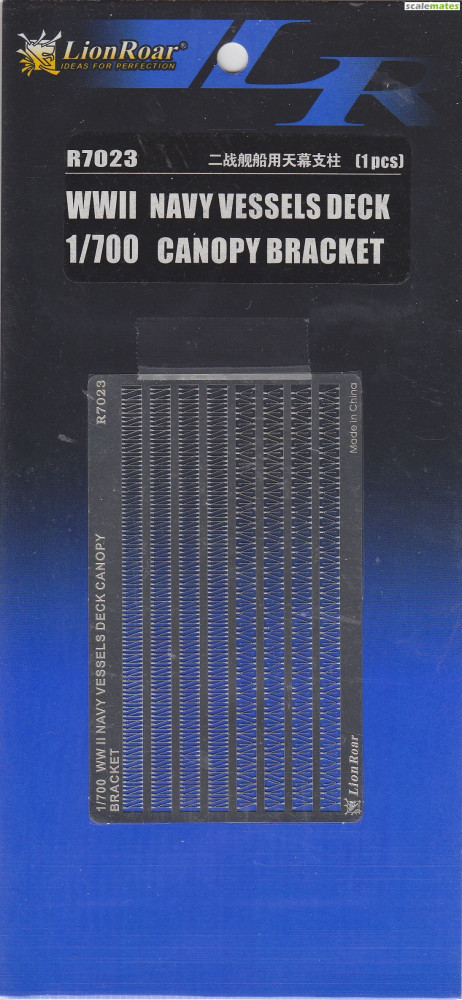 scalemates
LionRoar®
IDEAS FOR PERFECTION
LR
R7023 二战舰船用天幕支柱 (1pcs)
WWII NAVY VESSELS DECK
1/700 CANOPY BRACKET
R7023
Made in China
1/700 WW II NAVY VESSELS DECK CANOPY
BRACKET
LionRoar